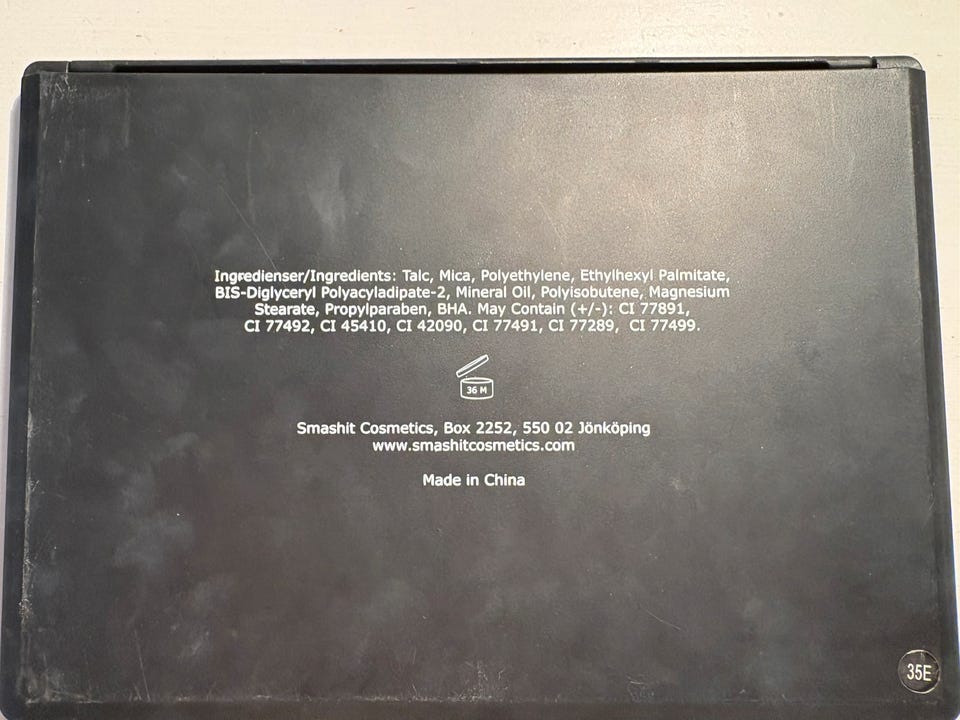 Ingredienser/Ingredients: Talc, Mica, Polyethylene, Ethylhexyl Palmitate,
BIS-Diglyceryl Polyacyladipate-2, Mineral Oil, Polyisobutene, Magnesium
Stearate, Propylparaben, BHA. May Contain (+/-): CI 77891,
CI 77492, CI 45410, CI 42090, CI 77491, CI 77289, CI 77499.
36 M
Smashit Cosmetics, Box 2252, 550 02 Jönköping
www.smashitcosmetics.com
Made in China
35E